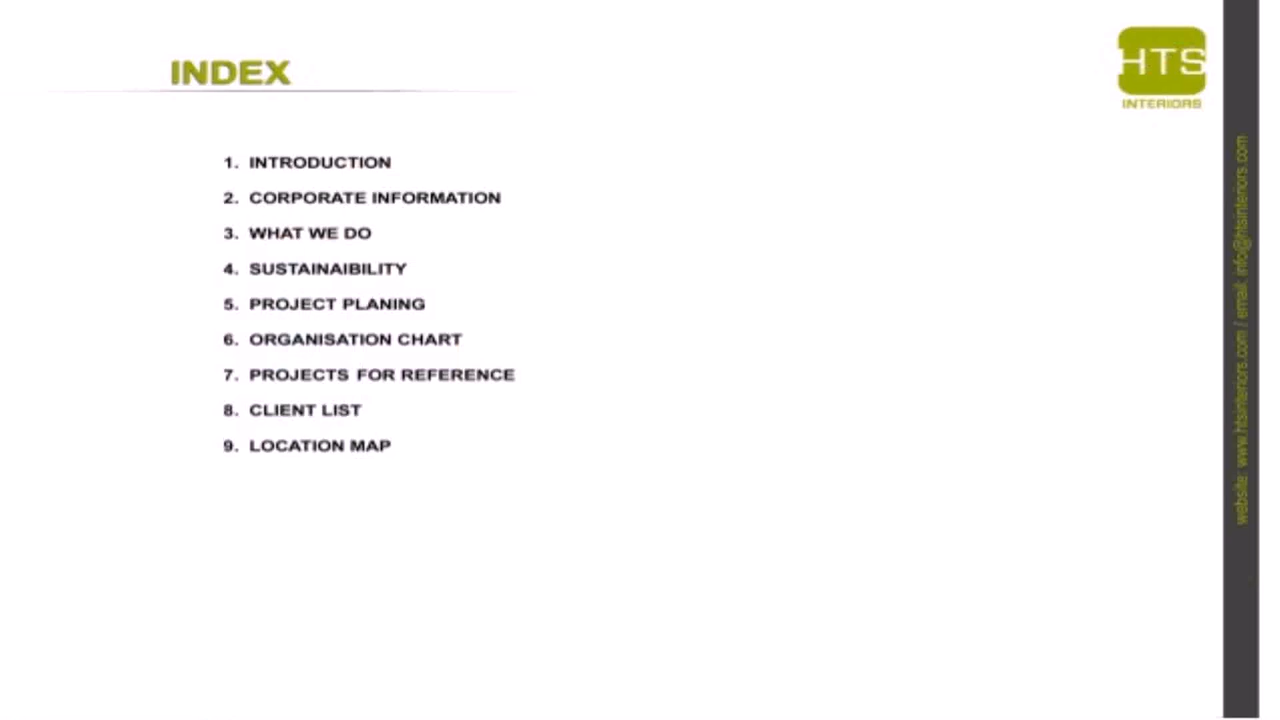 INDEX
HTS
INTERIORS
1. INTRODUCTION
2. CORPORATE INFORMATION
3. WHAT WE DO
4. SUSTAINAIBILITY
5. PROJECT PLANING
6. ORGANISATION CHART
7. PROJECTS FOR REFERENCE
8. CLIENT LIST
9. LOCATION MAP
website: www.htsinteriors.com / email: info@htsinteriors.com